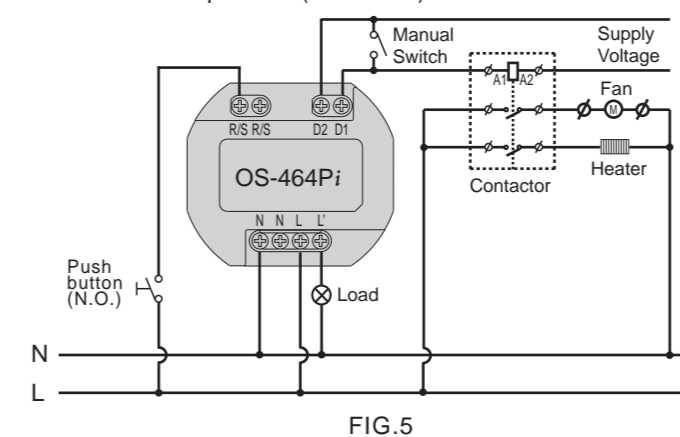 Manual
Switch
Supply
Voltage
A1 A2
Fan
M
R/S R/S D2 D1
OS-464Pi
Heater
Contactor
N N L L'
Push
button
(N.O.)
Load
N
L
FIG.5